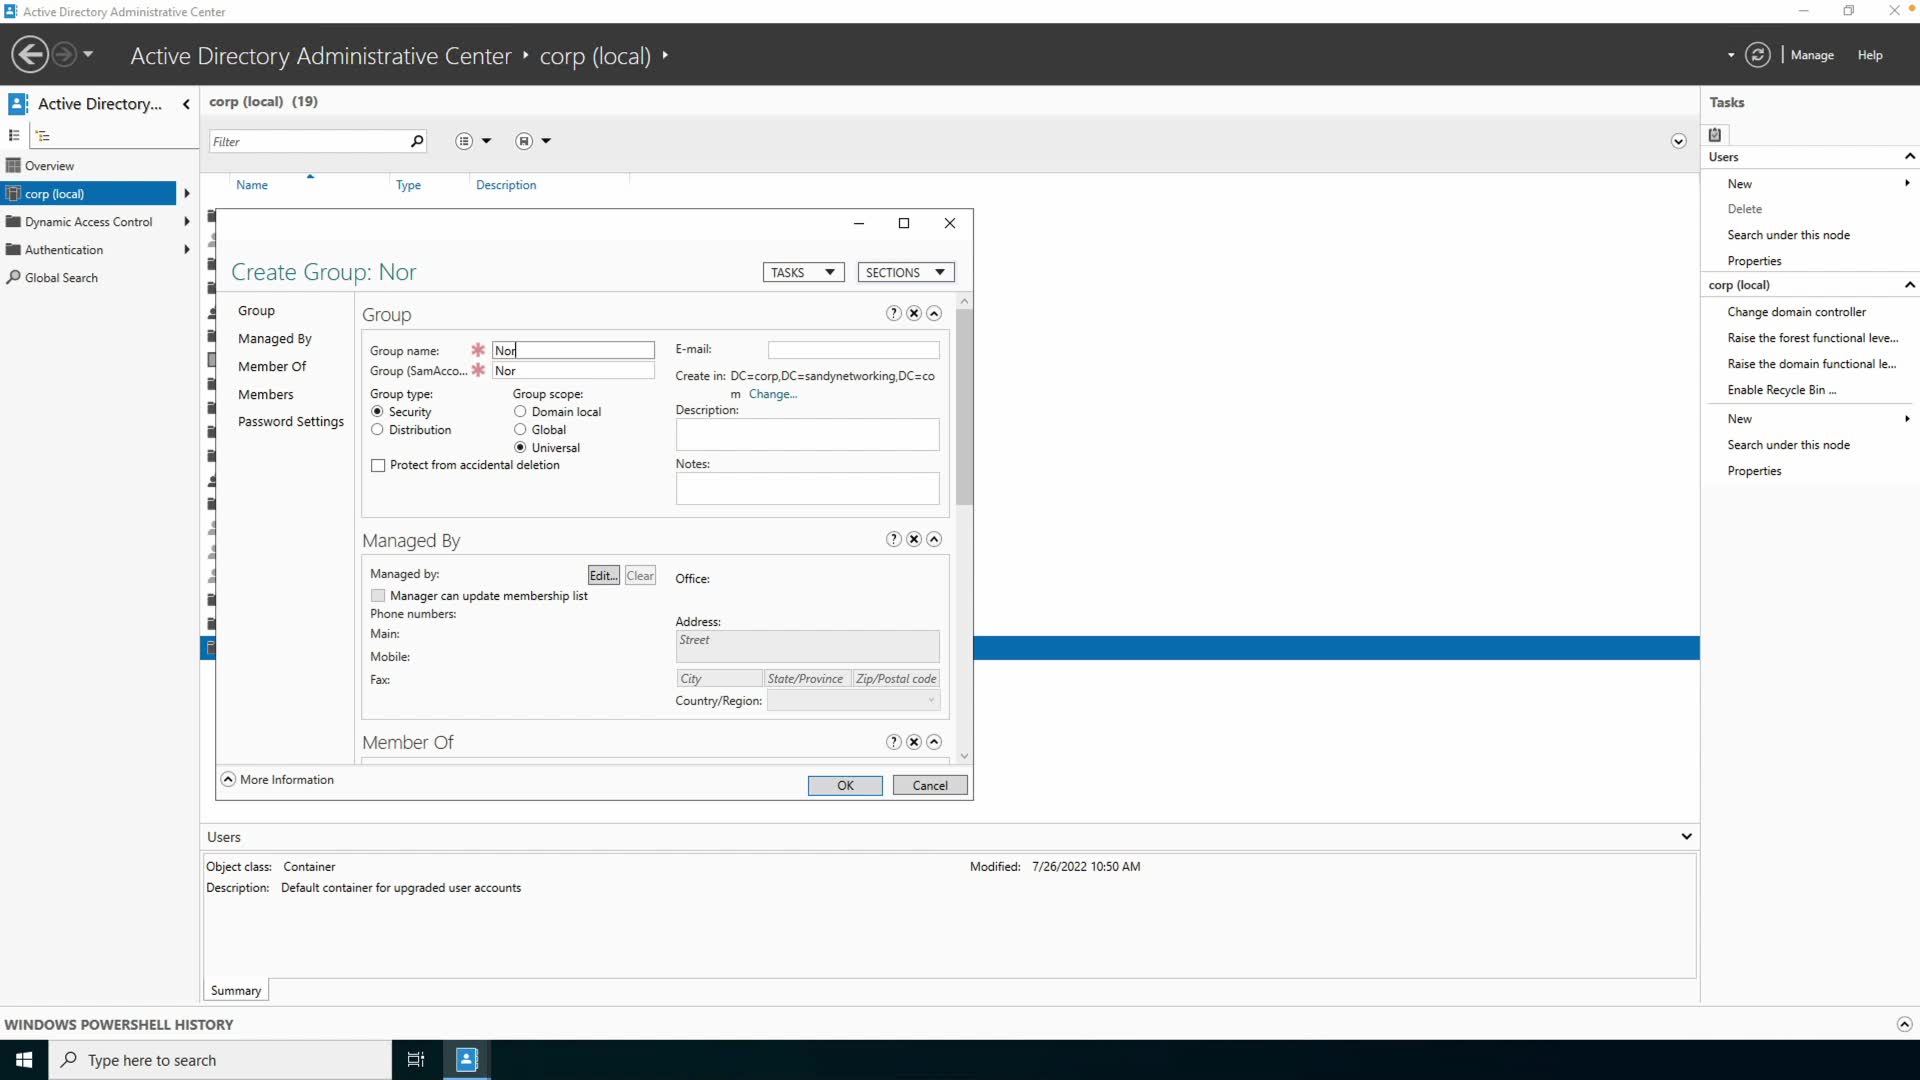 Active Directory Administrative Center
Active Directory Administrative Center corp (local)
Manage Help
Active Directory...
corp (local) (19)
Tasks
Filter
Overview
corp (local)
Dynamic Access Control
Authentication
Global Search
Name Type Description
Create Group: Nor
TASKS SECTIONS
Group
Managed By
Member Of
Members
Password Settings
Group
Group name: Nor
Group (SamAcco... Nor
Group type: Group scope:
Security Domain local
Distribution Global
Universal
Protect from accidental deletion
E-mail:
Create in: DC=corp,DC=sandynetworking,DC=co
m Change...
Description:
Notes:
Managed By
Managed by: Edit... Clear
Manager can update membership list
Phone numbers:
Main:
Mobile:
Fax:
Office:
Address:
Street
City State/Province Zip/Postal code
Country/Region:
Member Of
More Information
OK Cancel
Users
New
Delete
Search under this node
Properties
corp (local)
Change domain controller
Raise the forest functional leve...
Raise the domain functional le...
Enable Recycle Bin ...
New
Search under this node
Properties
Users
Object class: Container Modified: 7/26/2022 10:50 AM
Description: Default container for upgraded user accounts
Summary
WINDOWS POWERSHELL HISTORY
Type here to search